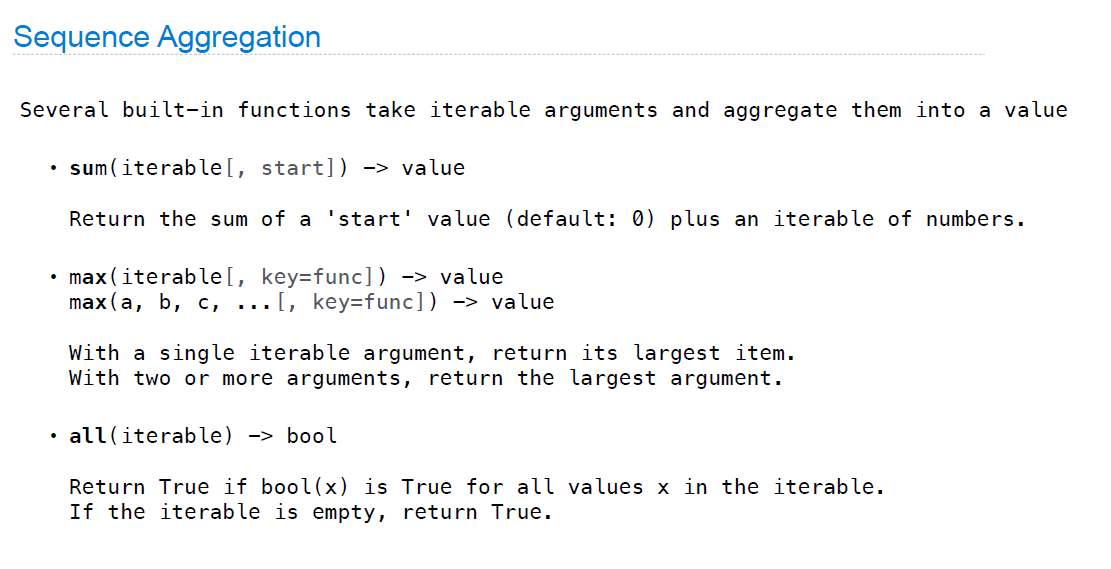 Sequence Aggregation
Several built-in functions take iterable arguments and aggregate them into a value
• sum(iterable[, start]) -> value
Return the sum of a 'start' value (default: 0) plus an iterable of numbers.
• max(iterable[, key=func]) -> value
max(a, b, c, ...[, key=func]) -> value
With a single iterable argument, return its largest item.
With two or more arguments, return the largest argument.
• all(iterable) -> bool
Return True if bool(x) is True for all values x in the iterable.
If the iterable is empty, return True.